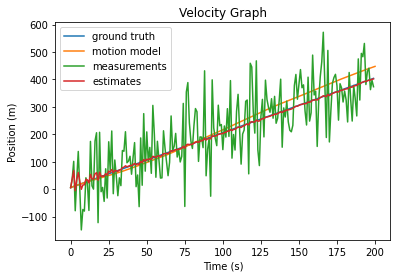 Velocity Graph
ground truth
motion model
measurements
estimates
Position (m)
600
500
400
300
200
100
0
−100
0
25
50
75
100
125
150
175
200
Time (s)